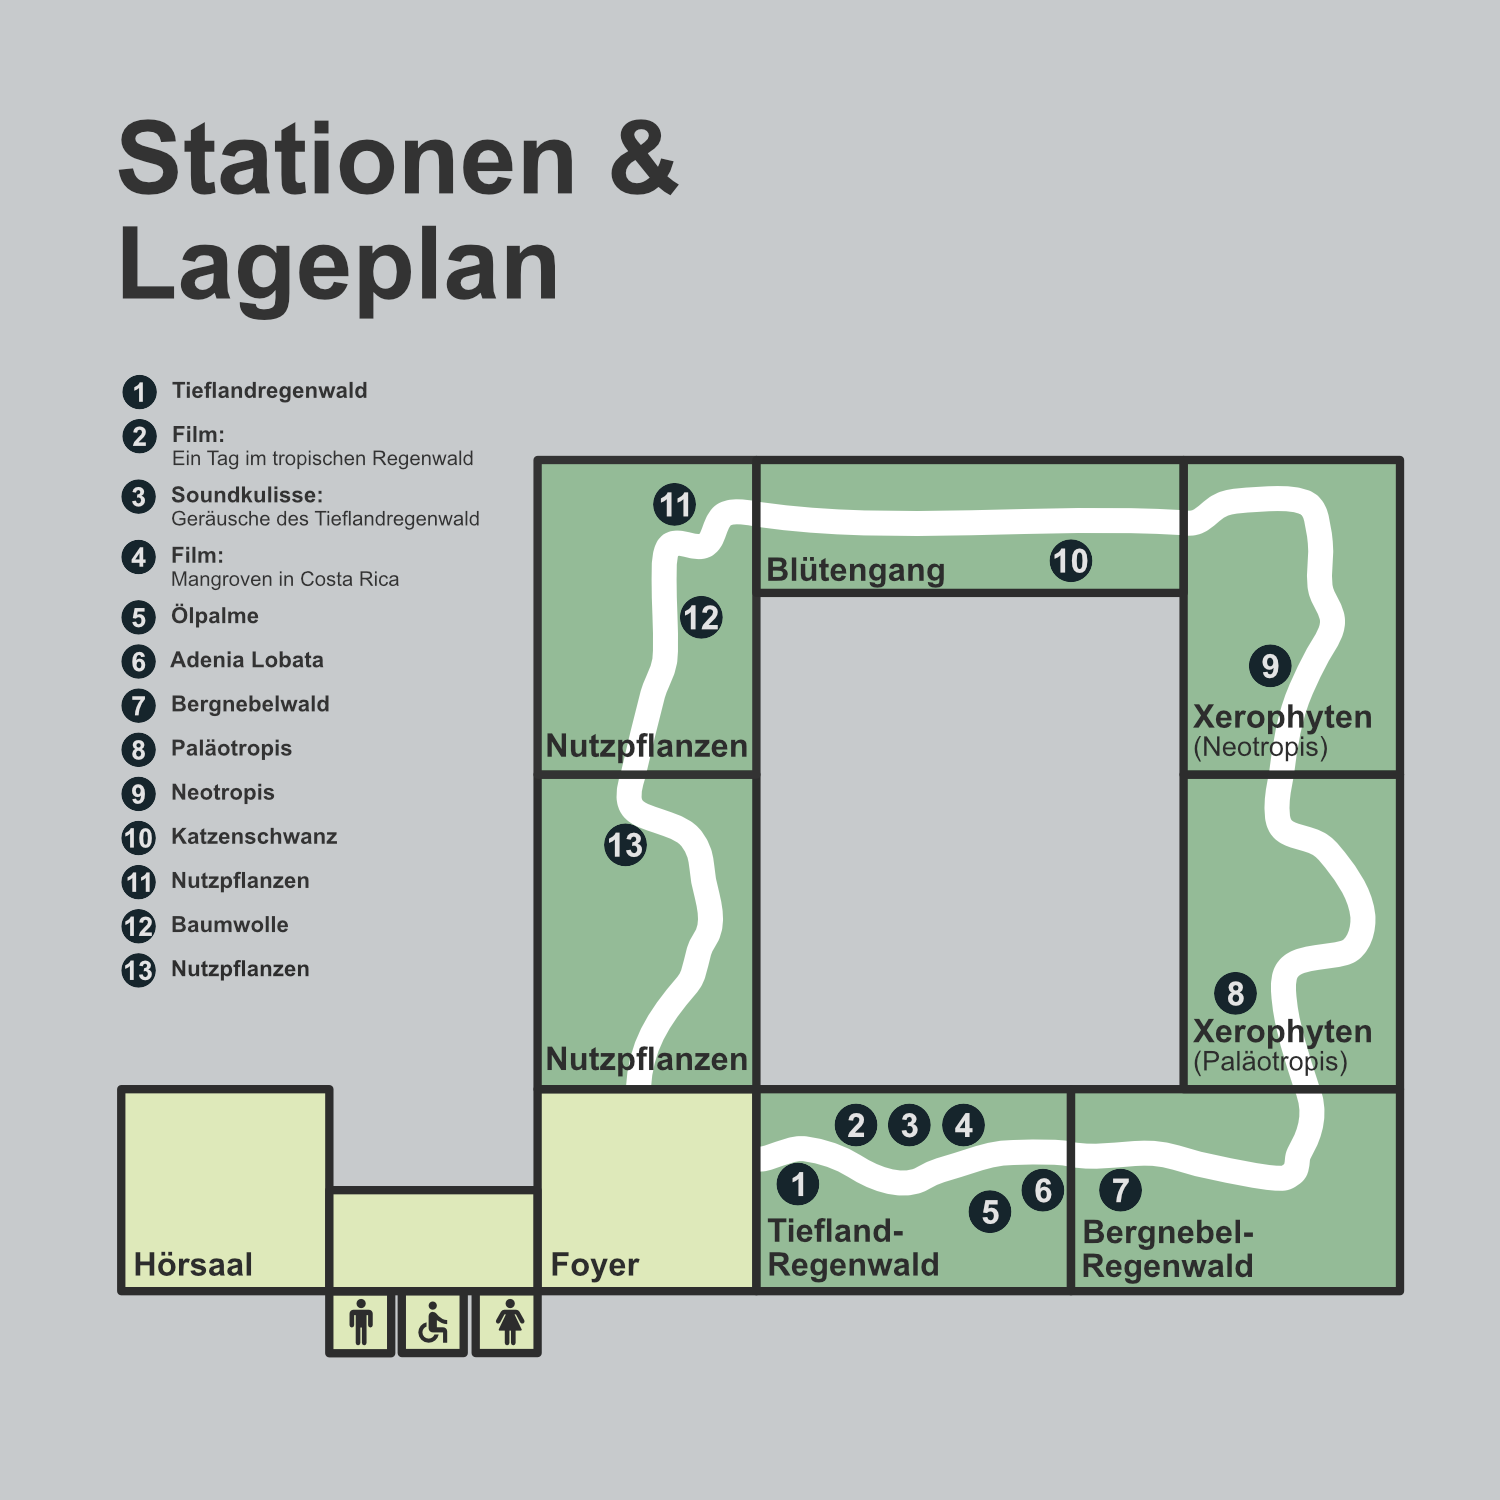 Stationen &
Lageplan
1 Tieflandregenwald
2 Film:
Ein Tag im tropischen Regenwald
3 Soundkulisse:
Geräusche des Tieflandregenwald
4 Film:
Mangroven in Costa Rica
5 Ölpalme
6 Adenia Lobata
7 Bergnebelwald
8 Paläotropis
9 Neotropis
10 Katzenschwanz
11 Nutzpflanzen
12 Baumwolle
13 Nutzpflanzen
11
12
Nutzpflanzen
Blütengang
10
9
Xerophyten
(Neotropis)
13
Nutzpflanzen
8
Xerophyten
(Paläotropis)
Hörsaal
Foyer
2 3 4
1
5
6
Tiefland-
Regenwald
7
Bergnebel-
Regenwald